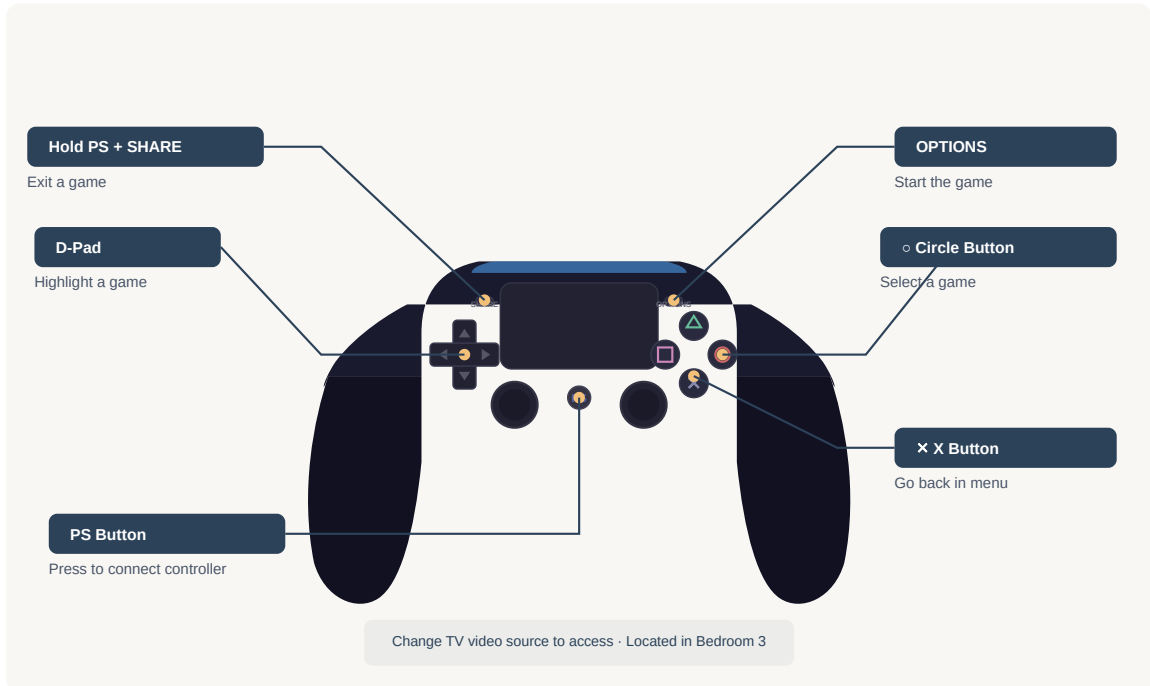 Hold PS + SHARE
Exit a game
OPTIONS
Start the game
D-Pad
Highlight a game
○ Circle Button
Select a game
✕ X Button
Go back in menu
PS Button
Press to connect controller
Change TV video source to access · Located in Bedroom 3